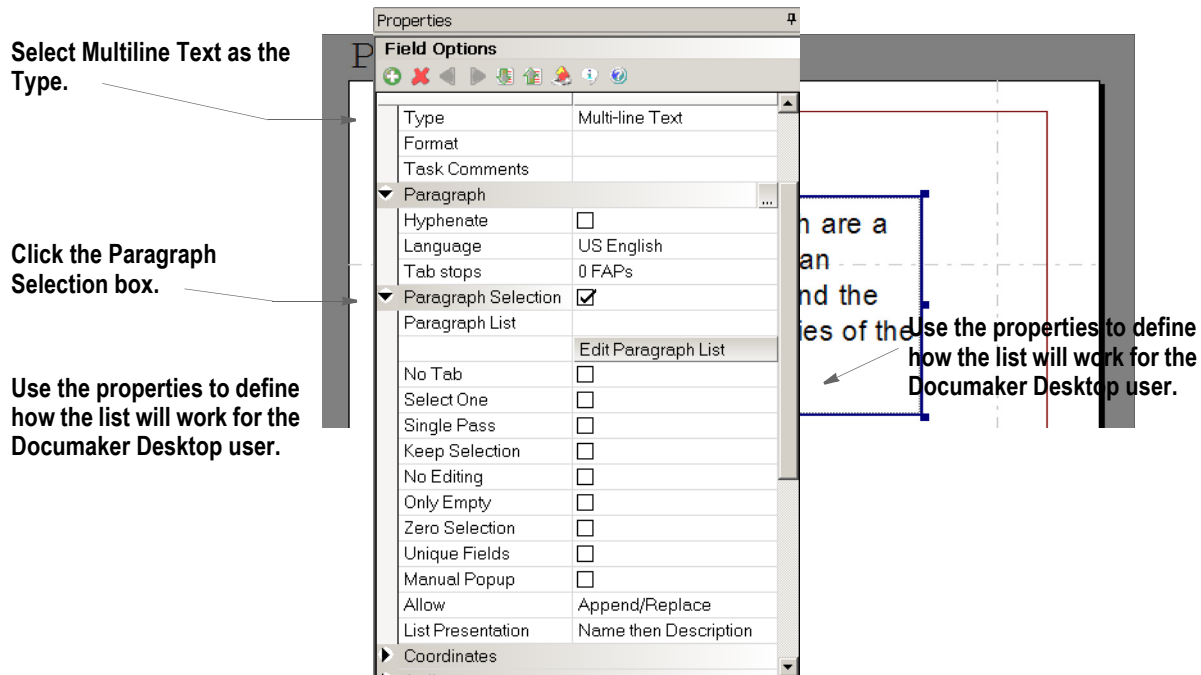 Properties
Field Options
Select Multiline Text as the
Type.
P
Type Multi-line Text
Format
Task Comments
Paragraph ...
Hyphenate
Language US English
Tab stops 0 FAPs
Click the Paragraph
Selection box.
Paragraph Selection
Paragraph List
Edit Paragraph List
No Tab
Select One
Single Pass
Keep Selection
No Editing
Only Empty
Zero Selection
Unique Fields
Manual Popup
Allow Append/Replace
List Presentation Name then Description
Coordinates
Use the properties to define
how the list will work for the
Documaker Desktop user.
n are a
an
nd the
ies of the
Use the properties to define
how the list will work for the
Documaker Desktop user.